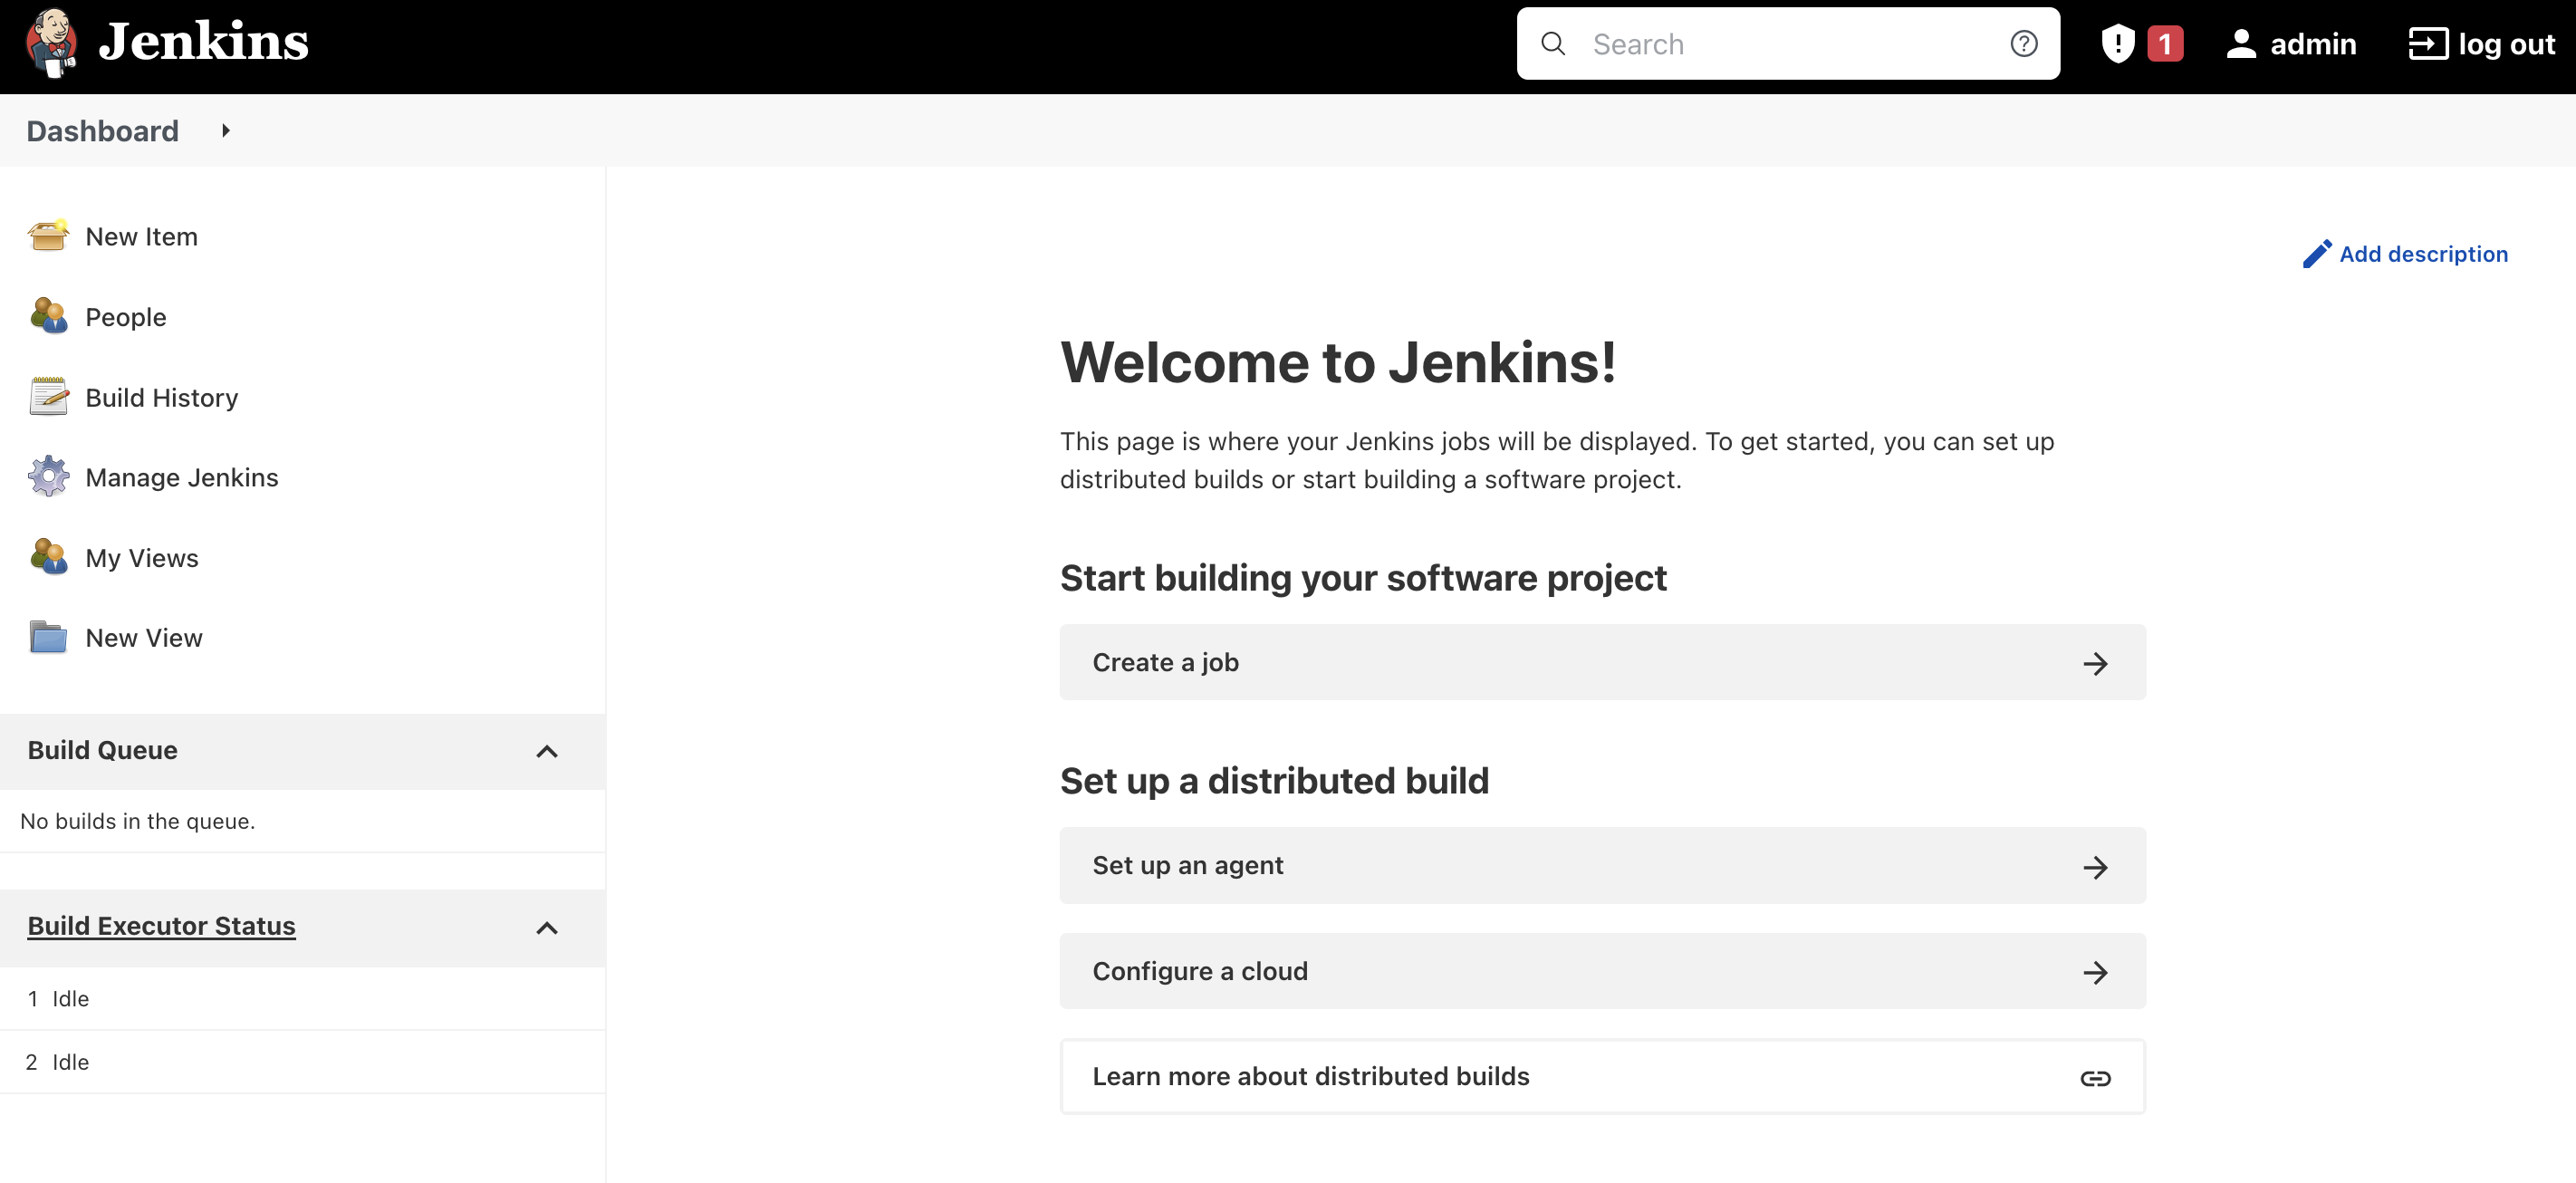 Jenkins
Search
1
admin
log out
Dashboard
New Item
People
Build History
Manage Jenkins
My Views
New View
Build Queue
No builds in the queue.
Build Executor Status
1 Idle
2 Idle
Add description
Welcome to Jenkins!
This page is where your Jenkins jobs will be displayed. To get started, you can set up
distributed builds or start building a software project.
Start building your software project
Create a job
Set up a distributed build
Set up an agent
Configure a cloud
Learn more about distributed builds